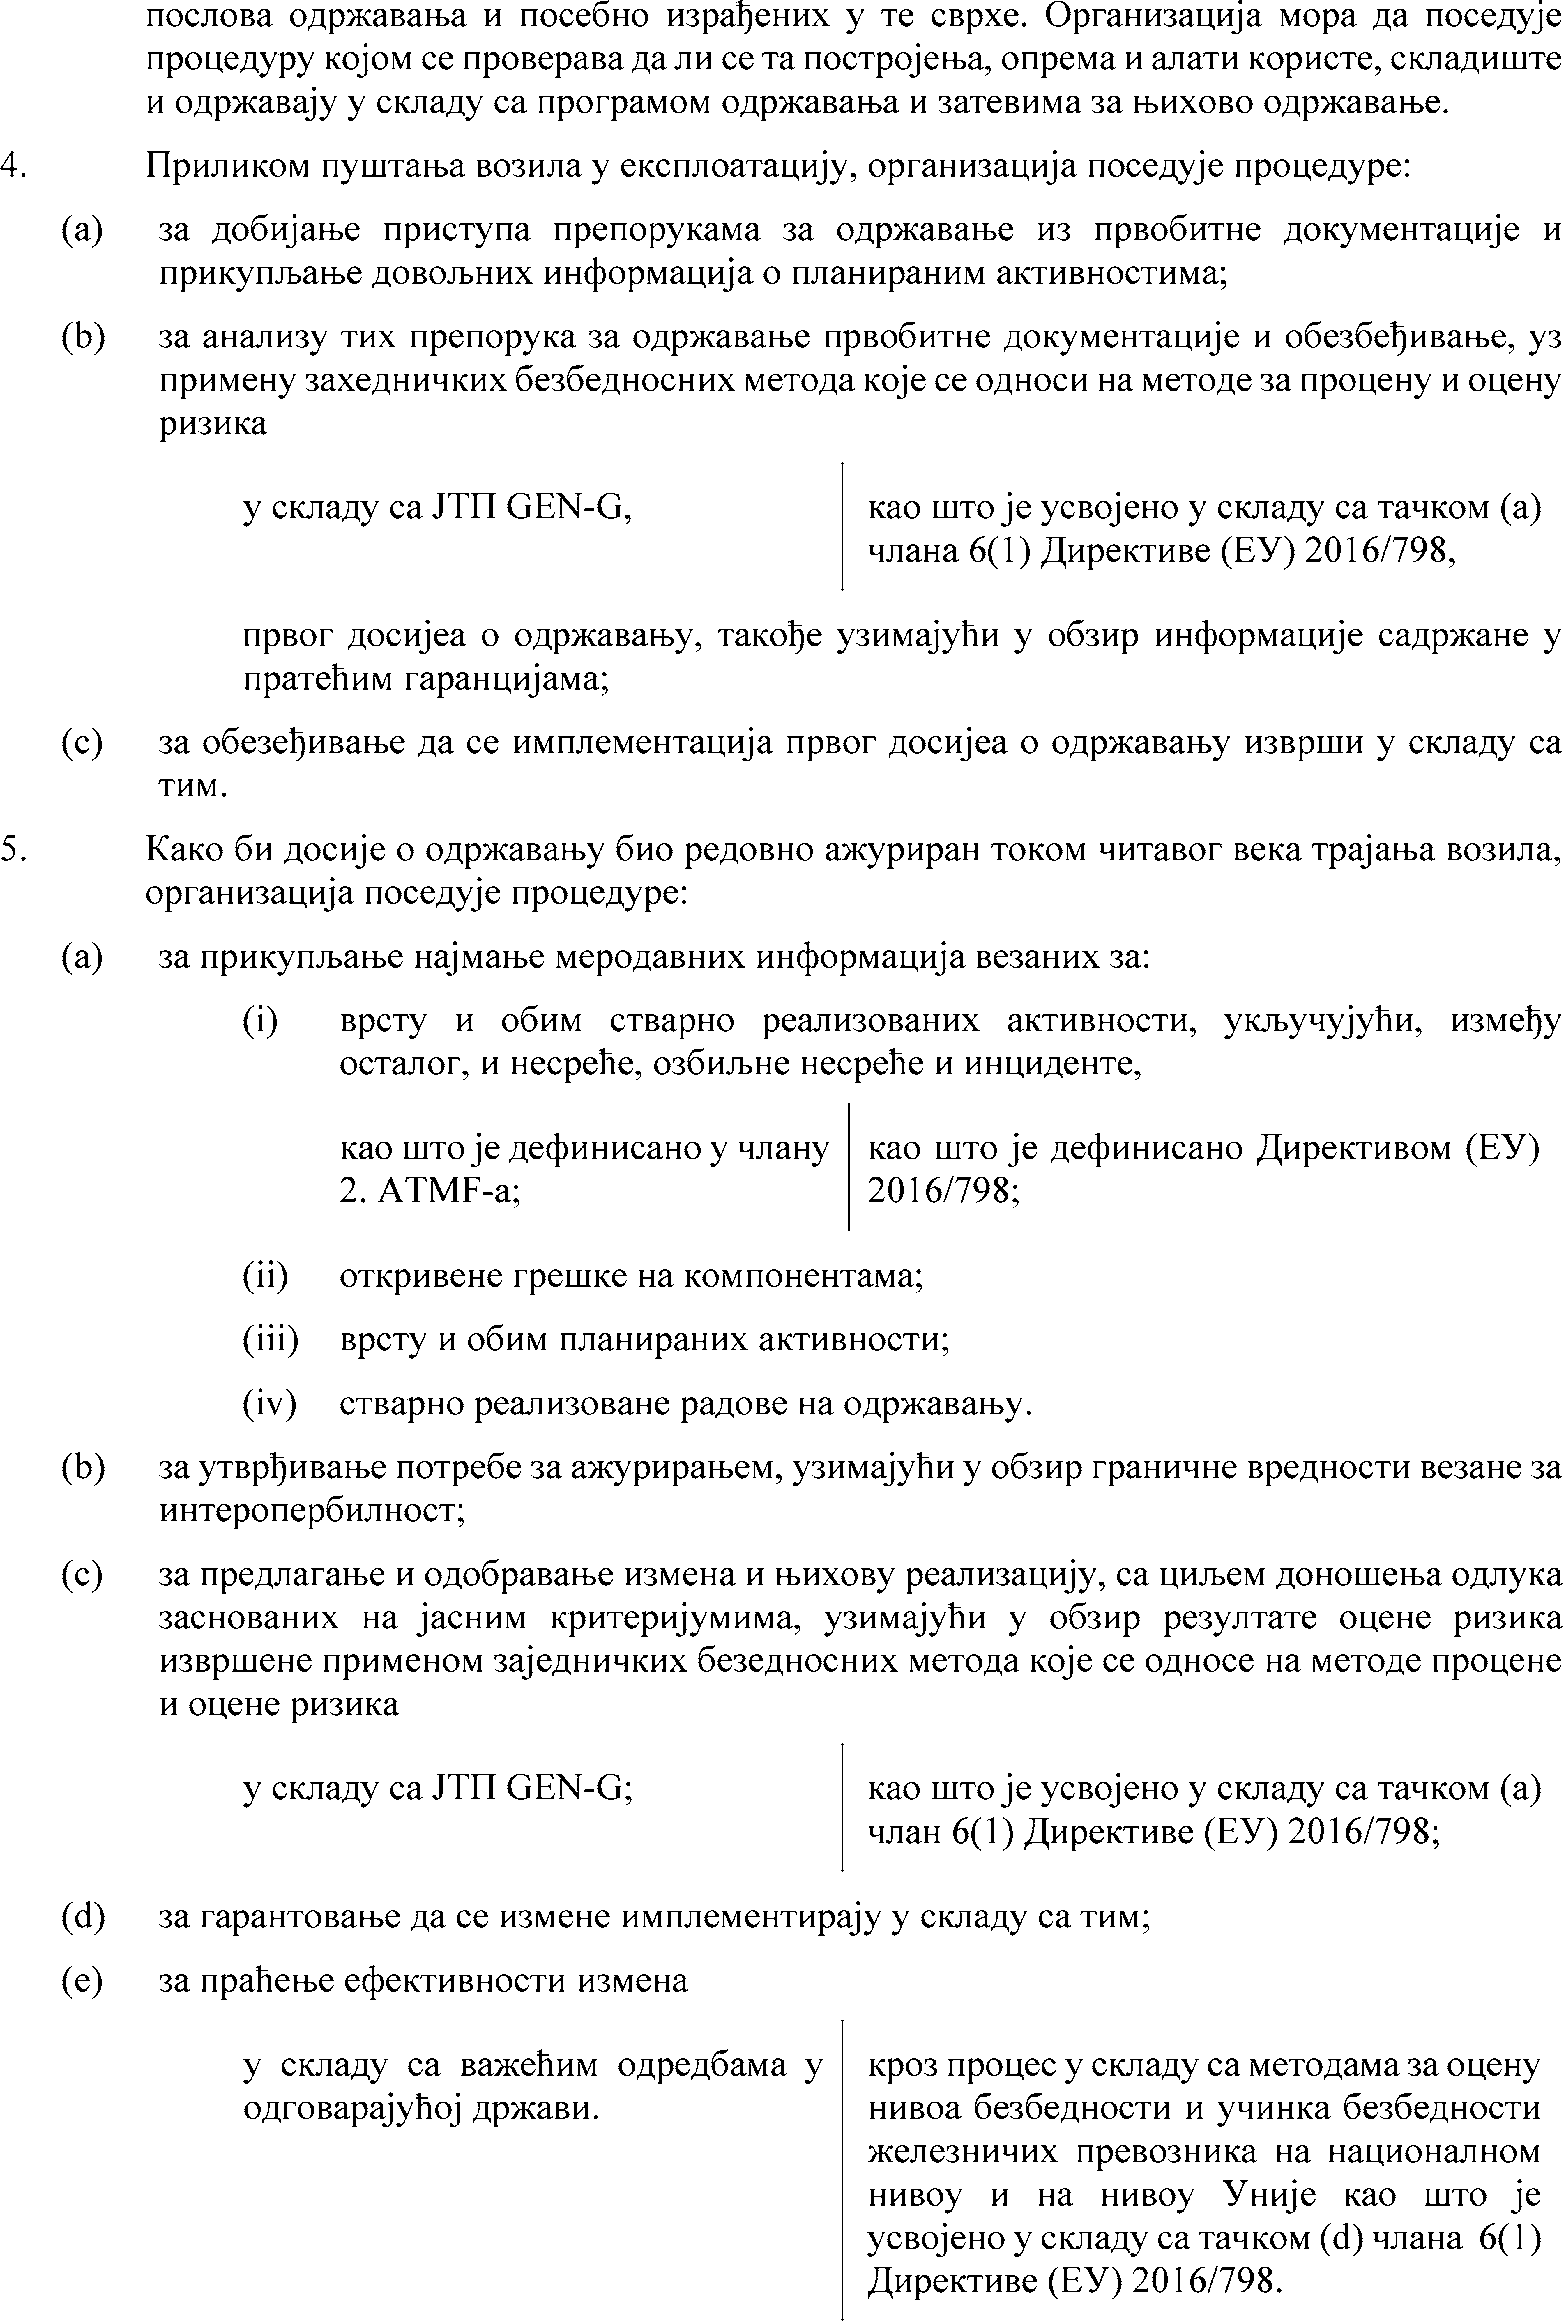 послова одржавања и посебно израђених у те сврхе. Организација мора да поседује
процедуру којом се проверава да ли се та постројења, опрема и алати користе, складиште
и одржавају у складу са програмом одржавања и затевима за њихово одржавање.
4. Приликом пуштања возила у експлоатацију, организација поседује процедуре:
(a) за добијање приступа препорукама за одржавање из првобитне документације и
прикупљање довољних информација о планираним активностима;
(b) за анализу тих препорука за одржавање првобитне документације и обезбеђивање, уз
примену захедничких безбедносних метода које се односи на методе за процену и оцену
ризика
у складу са ЈТП GEN-G,
као што је усвојено у складу са тачком (а)
члана 6(1) Директиве (ЕУ) 2016/798,
првог досијеа о одржавању, такође узимајући у обзир информације садржане у
пратећим гаранцијама;
(c) за обезеђивање да се имплементација првог досијеа о одржавању изврши у складу са
тим.
5. Како би досије о одржавању био редовно ажуриран током читавог века трајања возила,
организација поседује процедуре:
(a) за прикупљање најмање меродавних информација везаних за:
(i) врсту и обим стварно реализованих активности, укључујући, између
осталог, и несреће, озбиљне несреће и инциденте,
као што је дефинисано у члану
2. ATMF-a;
као што је дефинисано Директивом (ЕУ)
2016/798;
(ii) откривене грешке на компонентама;
(iii) врсту и обим планираних активности;
(iv) стварно реализоване радове на одржавању.
(b) за утврђивање потребе за ажурирањем, узимајући у обзир граничне вредности везане за
интеропербилност;
(c) за предлагање и одобравање измена и њихову реализацију, са циљем доношења одлука
заснованих на јасним критеријумима, узимајући у обзир резултате оцене ризика
извршене применом заједничких безедносних метода које се односе на методе процене
и оцене ризика
у складу са ЈТП GEN-G;
као што је усвојено у складу са тачком (а)
члан 6(1) Директиве (ЕУ) 2016/798;
(d) за гарантовање да се измене имплементирају у складу са тим;
(e) за праћење ефективности измена
у складу са важећим одредбама у
одговарајућој држави.
кроз процес у складу са методама за оцену
нивоа безбедности и учинка безбедности
железничих превозника на националном
нивоу и на нивоу Уније као што је
усвојено у складу са тачком (d) члана 6(1)
Директиве (ЕУ) 2016/798.